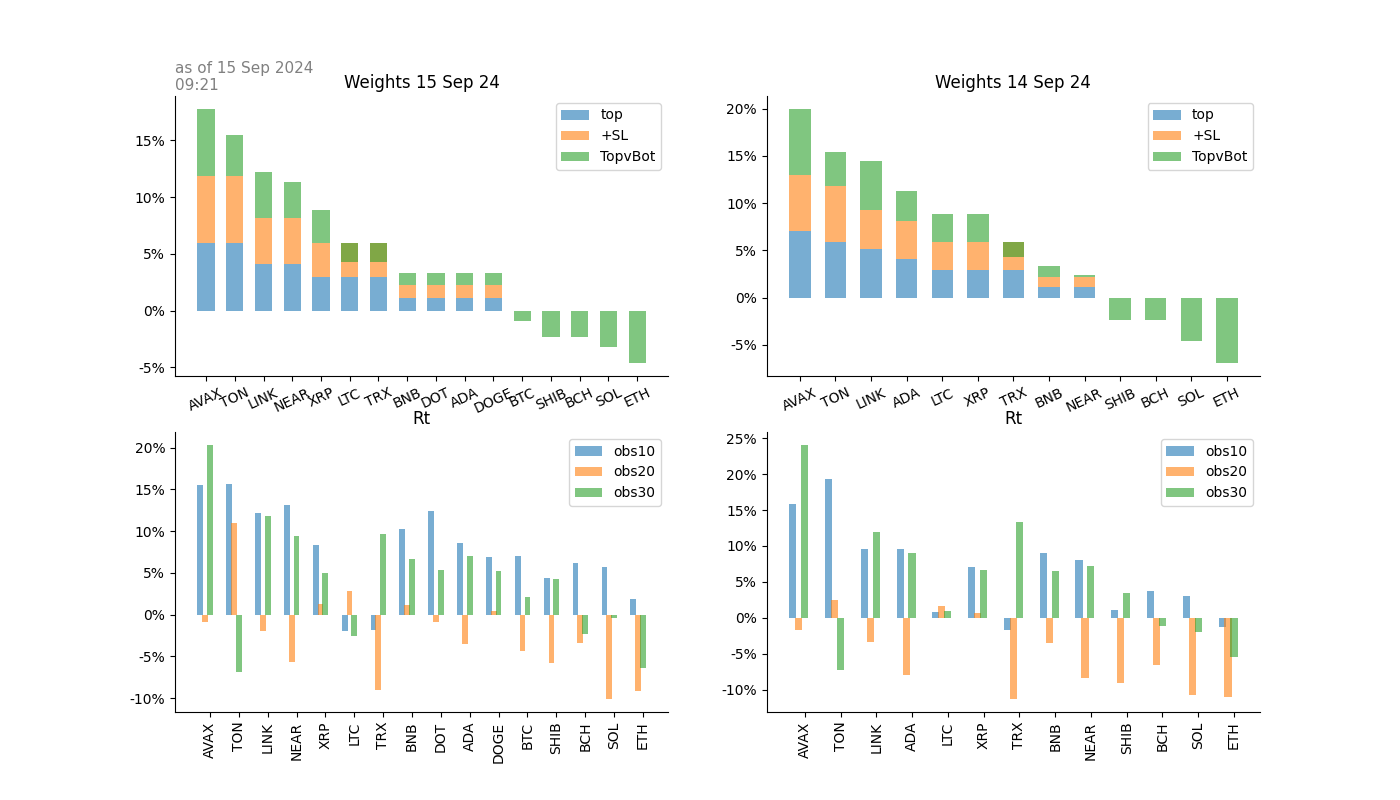 as of 15 Sep 2024
09:21
Weights 15 Sep 24
top
+SL
TopvBot
15%
10%
5%
0%
-5%
AVAX TON LINK NEAR XRP LTC TRX BNB DOT ADA DOGE BTC SHIB BCH SOL ETH
Weights 14 Sep 24
top
+SL
TopvBot
20%
15%
10%
5%
0%
-5%
AVAX TON LINK ADA LTC XRP TRX BNB NEAR SHIB BCH SOL ETH
Rt
obs10
obs20
obs30
20%
15%
10%
5%
0%
-5%
-10%
AVAX TON LINK NEAR XRP LTC TRX BNB DOT ADA DOGE BTC SHIB BCH SOL ETH
Rt
obs10
obs20
obs30
25%
20%
15%
10%
5%
0%
-5%
-10%
AVAX TON LINK ADA LTC XRP TRX BNB NEAR SHIB BCH SOL ETH